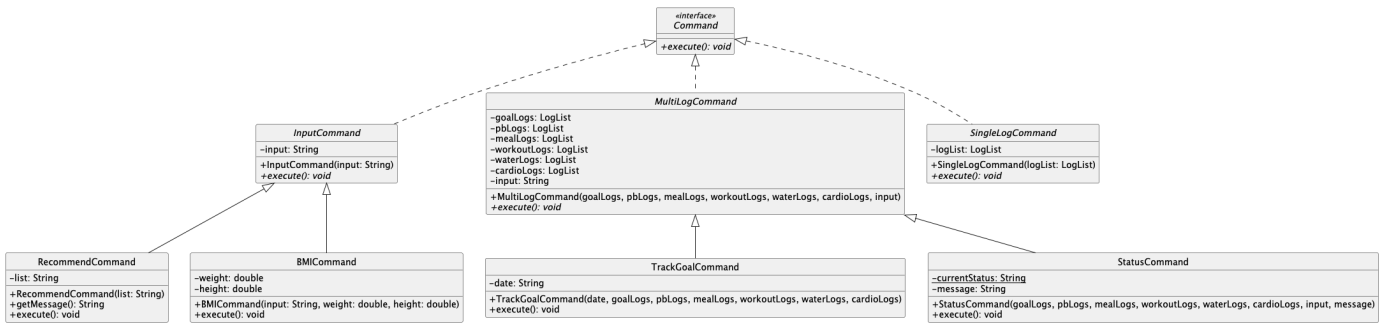 «interface»
Command
+execute(): void
MultiLogCommand
-goalLogs: LogList
-pbLogs: LogList
-mealLogs: LogList
-workoutLogs: LogList
-waterLogs: LogList
-cardioLogs: LogList
-input: String
+MultiLogCommand(goalLogs, pbLogs, mealLogs, workoutLogs, waterLogs, cardioLogs, input)
+execute(): void
InputCommand
-input: String
+InputCommand(input: String)
+execute(): void
SingleLogCommand
-logList: LogList
+SingleLogCommand(logList: LogList)
+execute(): void
RecommendCommand
-list: String
+RecommendCommand(list: String)
+getMessage(): String
+execute(): void
BMICommand
-weight: double
-height: double
+BMICommand(input: String, weight: double, height: double)
+execute(): void
TrackGoalCommand
-date: String
+TrackGoalCommand(date, goalLogs, pbLogs, mealLogs, workoutLogs, waterLogs, cardioLogs)
+execute(): void
StatusCommand
-currentStatus: String
-message: String
+StatusCommand(goalLogs, pbLogs, mealLogs, workoutLogs, waterLogs, cardioLogs, input, message)
+execute(): void